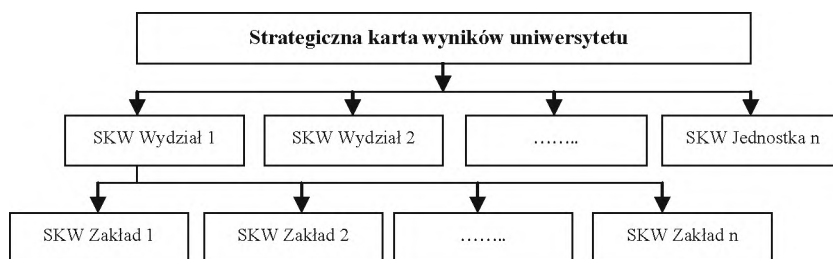 Strategiczna karta wyników uniwersytetu
SKW Wydział 1
SKW Wydział 2
……..
SKW Jednostka n
SKW Zakład 1
SKW Zakład 2
……..
SKW Zakład n